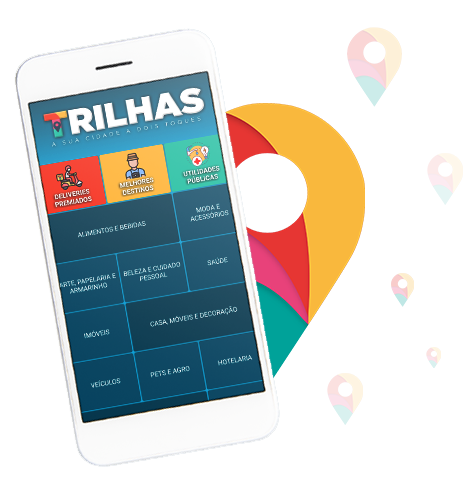 TRILHAS
A SUA CIDADE A DOIS TOQUES
DELIVERIES
PREMIADOS
MELHORES
DESTINOS
UTILIDADES
PÚBLICAS
ALIMENTOS E BEBIDAS
MODA E
ACESSÓRIOS
ARTE, PAPELARIA E
ARMARINHO
BELEZA E CUIDADO
PESSOAL
SAÚDE
IMÓVEIS
CASA, MÓVEIS E DECORAÇÃO
VEÍCULOS
PETS E AGRO
HOTELARIA